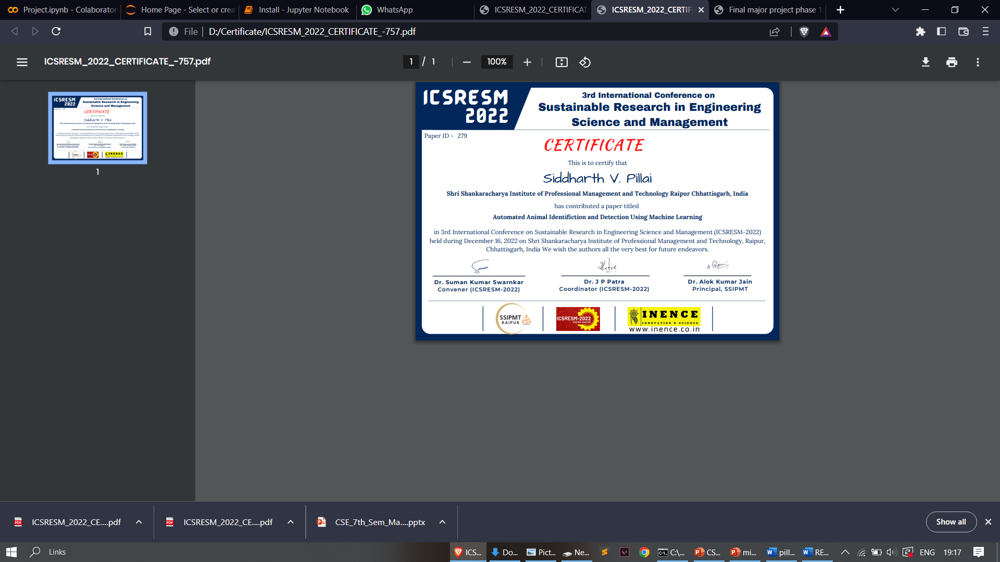 Project.ipynb - Colaborator
Home Page - Select or crea
Install - Jupyter Notebook
WhatsApp
ICSRESM_2022_CERTIFICAT
ICSRESM_2022_CERTIF
Final major project phase 1
File
D:/Certificate/ICSRESM_2022_CERTIFICATE_-757.pdf
ICSRESM_2022_CERTIFICATE_-757.pdf
1 / 1
100%
1
ICSRESM
2022
3rd International Conference on
Sustainable Research in Engineering
Science and Management
Paper ID - 279
CERTIFICATE
This is to certify that
Siddharth V. Pillai
Shri Shankaracharya Institute of Professional Management and Technology Raipur Chhattisgarh, India
has contributed a paper titled
Automated Animal Identifiction and Detection Using Machine Learning
in 3rd International Conference on Sustainable Research in Engineering Science and Management (ICSRESM-2022)
held during December 16, 2022 on Shri Shankaracharya Institute of Professional Management and Technology, Raipur,
Chhattisgarh, India We wish the authors all the very best for future endeavors.
Suman
Dr. Suman Kumar Swarnkar
Convener (ICSRESM-2022)
Dr. J P Patra
Coordinator (ICSRESM-2022)
Dr. Alok Kumar Jain
Principal, SSIPMT
SSIPMT
RAIPUR
ICSRESM-2022
SSIPMT, RAIPUR
INENCE
INNOVATION & SCIENCE
www.inence.co.in
ICSRESM_2022_CE....pdf
ICSRESM_2022_CE....pdf
CSE_7th_Sem_Ma....pptx
Show all
Links
ICS...
Do...
Pict...
Ne...
C:\...
CS...
mi...
pill...
RE...
ENG
19:17